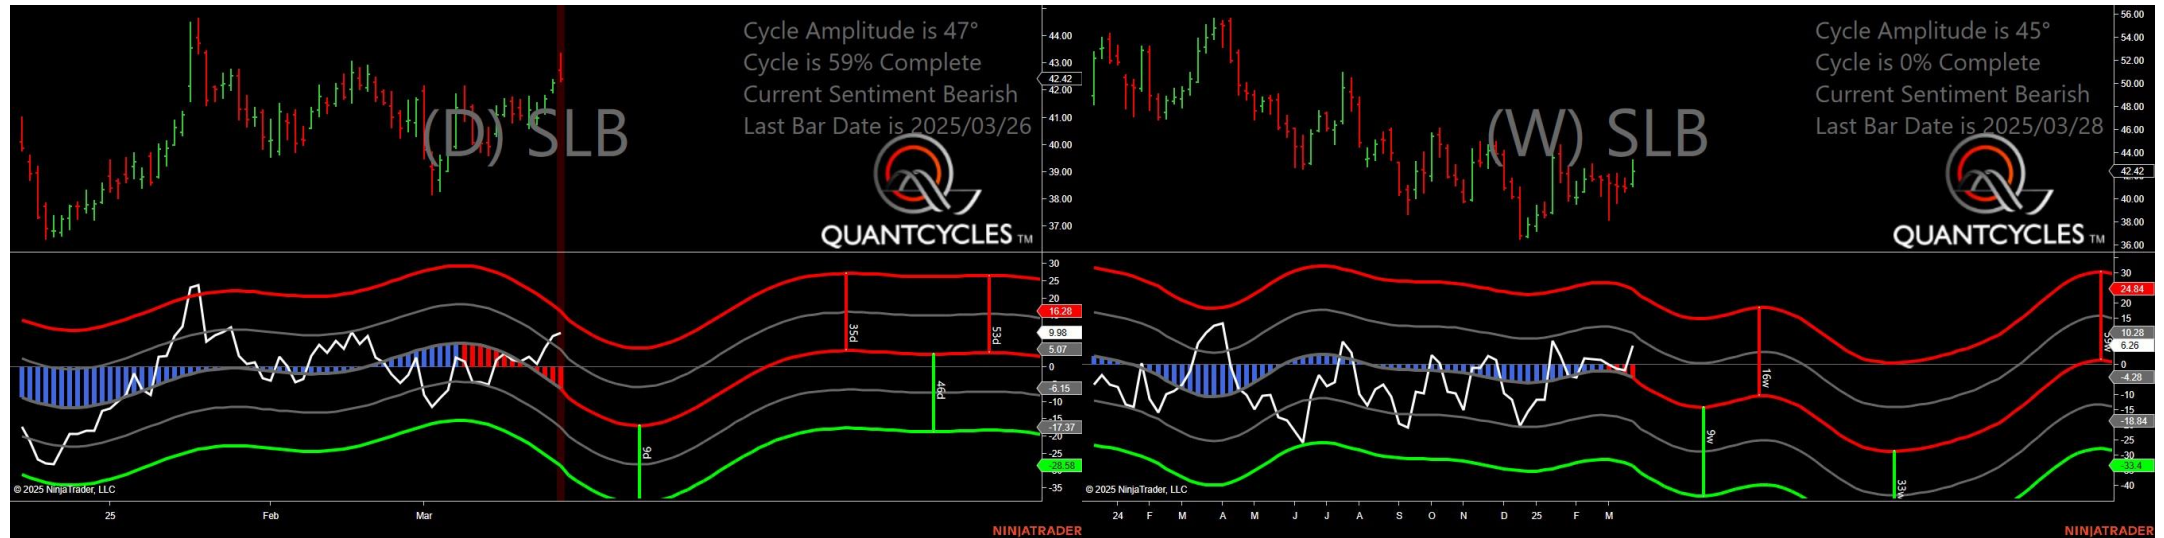 Cycle Amplitude is 47°
Cycle is 59% Complete
Current Sentiment Bearish
Last Bar Date is 2025/03/26
(D) SLB
QUANTCYCLES TM
44.00
43.00
42.42
42.00
41.00
40.00
39.00
38.00
37.00
30
25
20
16.28
9.98
5.07
0
-6.15
-10
-15
-17.37
-20
-25
-28.58
-35
35d
53d
46d
9d
© 2025 NinjaTrader, LLC
25
Feb
Mar
NINJATRADER
Cycle Amplitude is 45°
Cycle is 0% Complete
Current Sentiment Bearish
Last Bar Date is 2025/03/28
(W) SLB
QUANTCYCLES TM
56.00
54.00
52.00
50.00
48.00
46.00
44.00
42.42
40.00
38.00
36.00
30
24.84
20
15
10.28
6.26
0
-4.28
-10
-15
-18.84
-25
-30
-33.4
-40
16w
9w
33w
© 2025 NinjaTrader, LLC
24
F
M
A
M
J
J
A
S
O
N
D
25
F
M
NINJATRADER